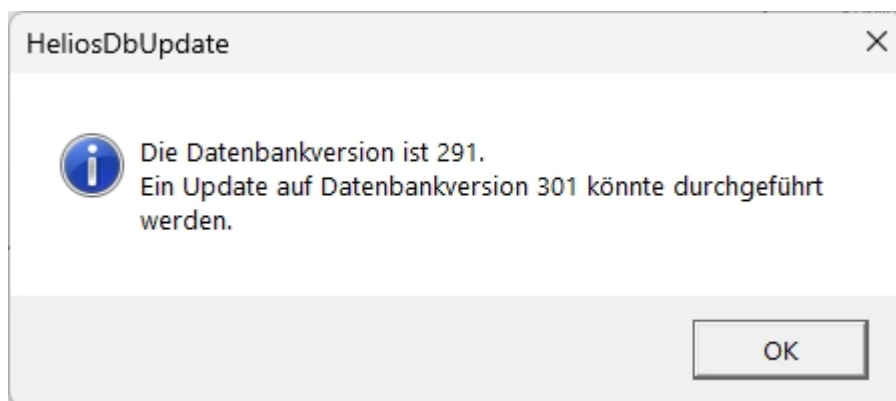 HeliosDbUpdate
Die Datenbankversion ist 291.
Ein Update auf Datenbankversion 301 könnte durchgeführt
werden.
OK